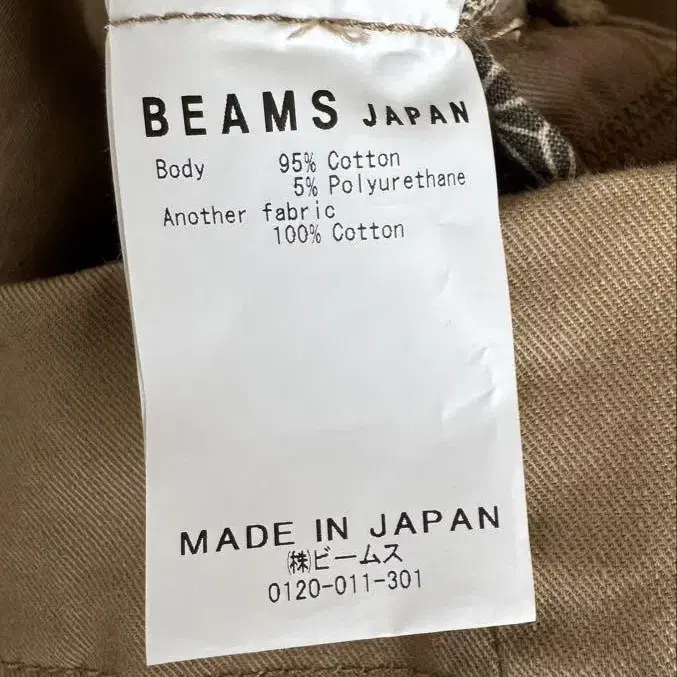 BEAMS JAPAN
Body 95% Cotton
5% Polyurethane
Another fabric
100% Cotton
MADE IN JAPAN
㈱ビームス
0120-011-301